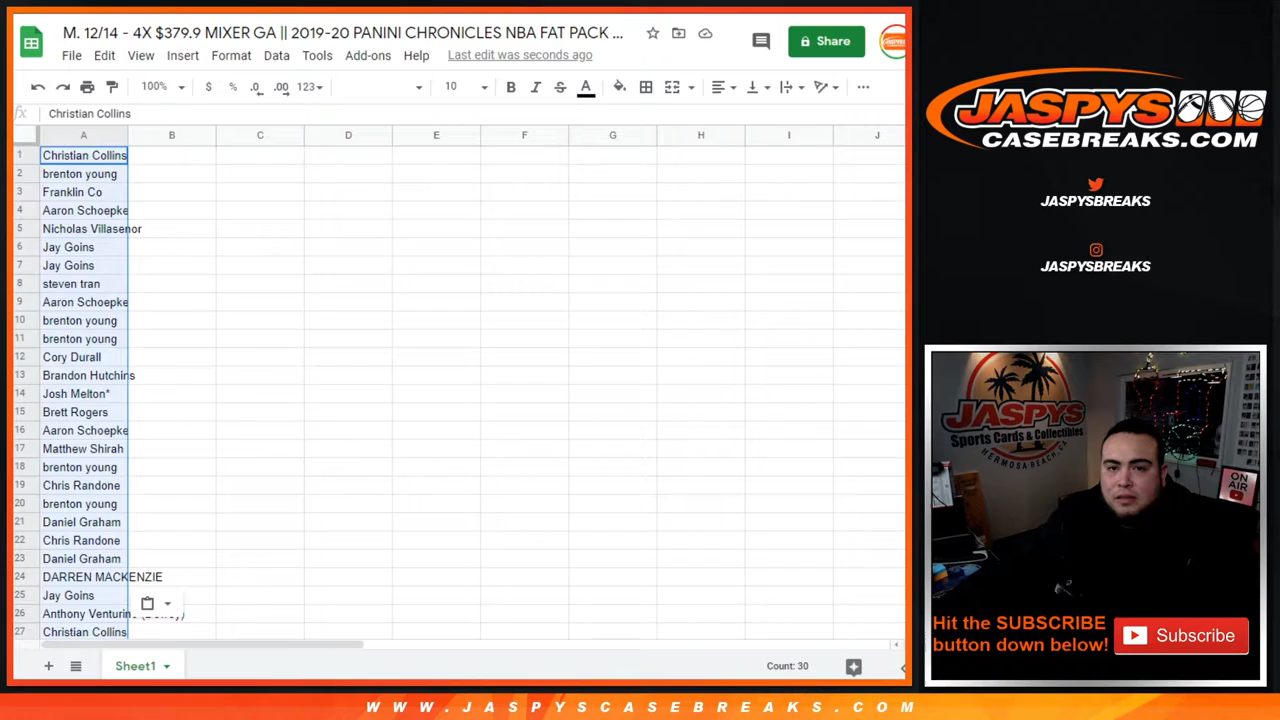 M. 12/14 - 4X $379.9 MIXER GA || 2019-20 PANINI CHRONICLES NBA FAT PACK ...
Share
File Edit View Insert Format Data Tools Add-ons Help Last edit was seconds ago
100% $ % .0 .00 123 10 B I S A
fx Christian Collins
A B C D E F G H I J
1 Christian Collins
2 brenton young
3 Franklin Co
4 Aaron Schoepke
5 Nicholas Villasenor
6 Jay Goins
7 Jay Goins
8 steven tran
9 Aaron Schoepke
10 brenton young
11 brenton young
12 Cory Durall
13 Brandon Hutchins
14 Josh Melton*
15 Brett Rogers
16 Aaron Schoepke
17 Matthew Shirah
18 brenton young
19 Chris Randone
20 brenton young
21 Daniel Graham
22 Chris Randone
23 Daniel Graham
24 DARREN MACKENZIE
25 Jay Goins
26 Anthony Venturin
27 Christian Collins
Sheet1
Count: 30
JASPYS
CASEBREAKS.COM
JASPYSBREAKS
JASPYSBREAKS
JASPYS
Sports Cards & Collectibles
HERMOSA BEACH, CA
ON
AIR
Hit the SUBSCRIBE
button down below!
Subscribe
WWW.JASPYSCASEBREAKS.COM